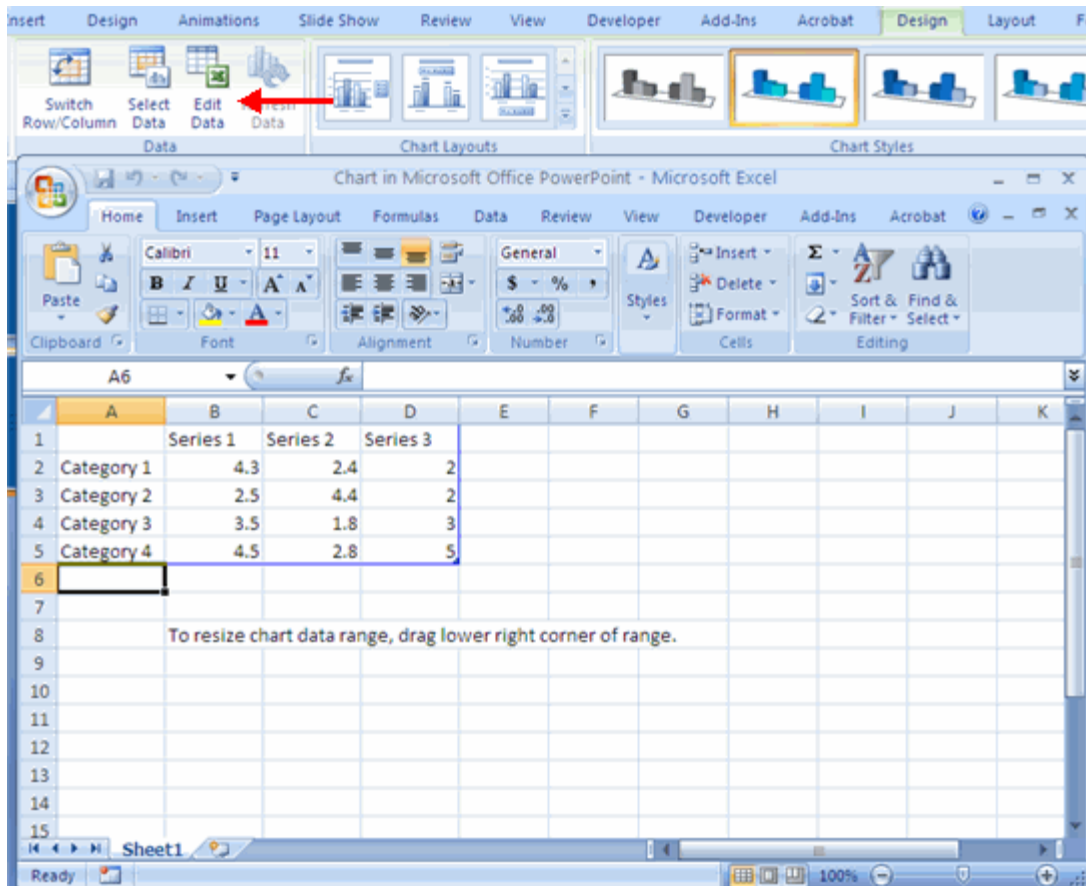 nsert Design Animations Slide Show Review View Developer Add-Ins Acrobat Design Layout F
Switch Row/Column
Select Data
Edit Data
Data
Data Chart Layouts Chart Styles
Chart in Microsoft Office PowerPoint - Microsoft Excel
Home Insert Page Layout Formulas Data Review View Developer Add-Ins Acrobat
Paste
Calibri 11
B I U A A
A
General
$ % ,
.00 .00
Styles
Insert
Delete
Format
Σ
Sort & Filter
Find & Select
Clipboard Font Alignment Number Cells Editing
A6 fx
A B C D E F G H I J K
1 Series 1 Series 2 Series 3
2 Category 1 4.3 2.4 2
3 Category 2 2.5 4.4 2
4 Category 3 3.5 1.8 3
5 Category 4 4.5 2.8 5
6
7
8 To resize chart data range, drag lower right corner of range.
9
10
11
12
13
14
15
Sheet1
Ready 100%